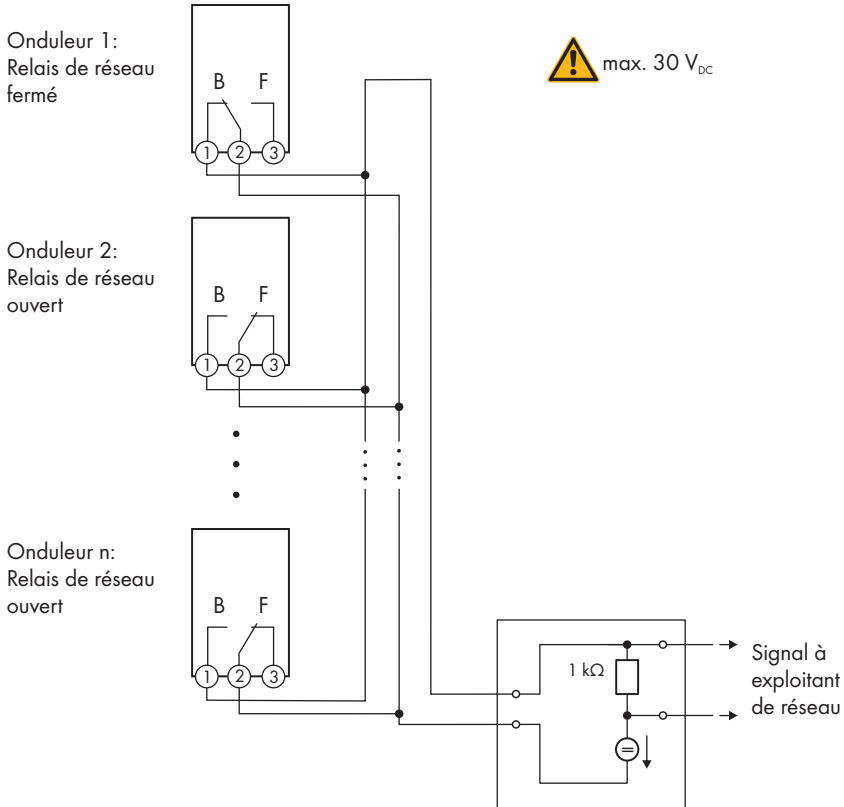 Onduleur 1:
Relais de réseau
fermé
B F
1 2 3
max. 30 VDC
Onduleur 2:
Relais de réseau
ouvert
B F
1 2 3
Onduleur n:
Relais de réseau
ouvert
B F
1 2 3
1 kΩ
Signal à
exploitant
de réseau